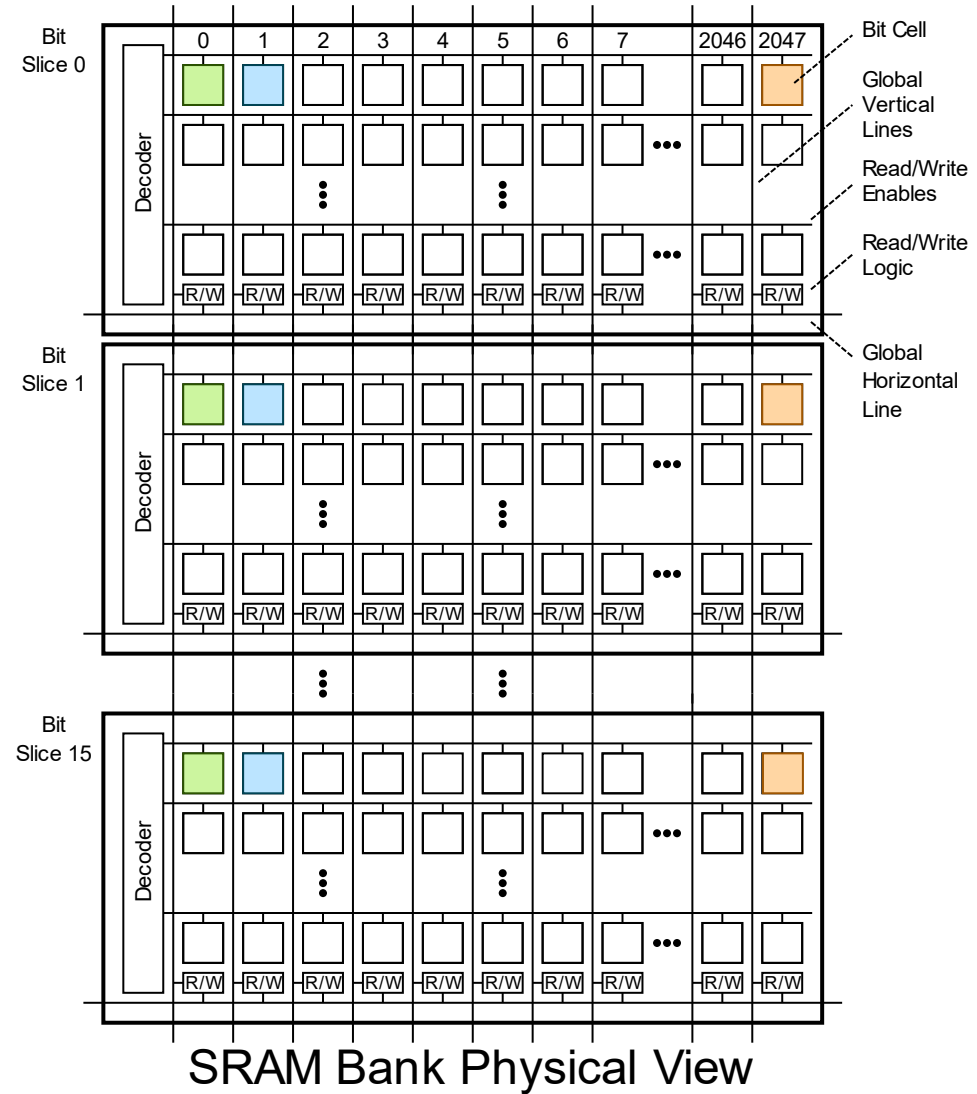 Bit
Slice 0
0 1 2 3 4 5 6 7 2046 2047
Decoder
R/W R/W R/W R/W R/W R/W R/W R/W R/W R/W
Bit Cell
Global
Vertical
Lines
Read/Write
Enables
Read/Write
Logic
Global
Horizontal
Line
Bit
Slice 1
Decoder
R/W R/W R/W R/W R/W R/W R/W R/W R/W R/W
Bit
Slice 15
Decoder
R/W R/W R/W R/W R/W R/W R/W R/W R/W R/W
SRAM Bank Physical View